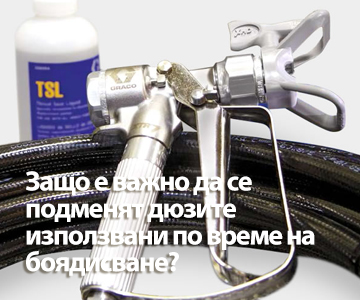 TSL
GRACO
Защо е важно да се
подменят дюзите
използвани по време на
боядисване?